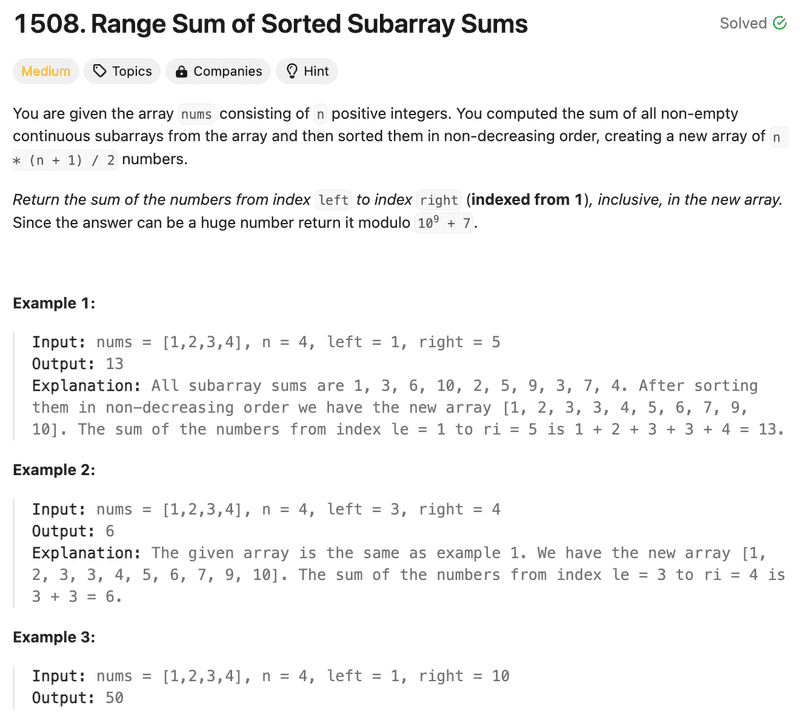 1508. Range Sum of Sorted Subarray Sums
Solved
Medium Topics Companies Hint
You are given the array nums consisting of n positive integers. You computed the sum of all non-empty
continuous subarrays from the array and then sorted them in non-decreasing order, creating a new array of n
* (n + 1) / 2 numbers.
Return the sum of the numbers from index left to index right (indexed from 1), inclusive, in the new array.
Since the answer can be a huge number return it modulo 10⁹ + 7.
Example 1:
Input: nums = [1,2,3,4], n = 4, left = 1, right = 5
Output: 13
Explanation: All subarray sums are 1, 3, 6, 10, 2, 5, 9, 3, 7, 4. After sorting
them in non-decreasing order we have the new array [1, 2, 3, 3, 4, 5, 6, 7, 9,
10]. The sum of the numbers from index le = 1 to ri = 5 is 1 + 2 + 3 + 3 + 4 = 13.
Example 2:
Input: nums = [1,2,3,4], n = 4, left = 3, right = 4
Output: 6
Explanation: The given array is the same as example 1. We have the new array [1,
2, 3, 3, 4, 5, 6, 7, 9, 10]. The sum of the numbers from index le = 3 to ri = 4 is
3 + 3 = 6.
Example 3:
Input: nums = [1,2,3,4], n = 4, left = 1, right = 10
Output: 50